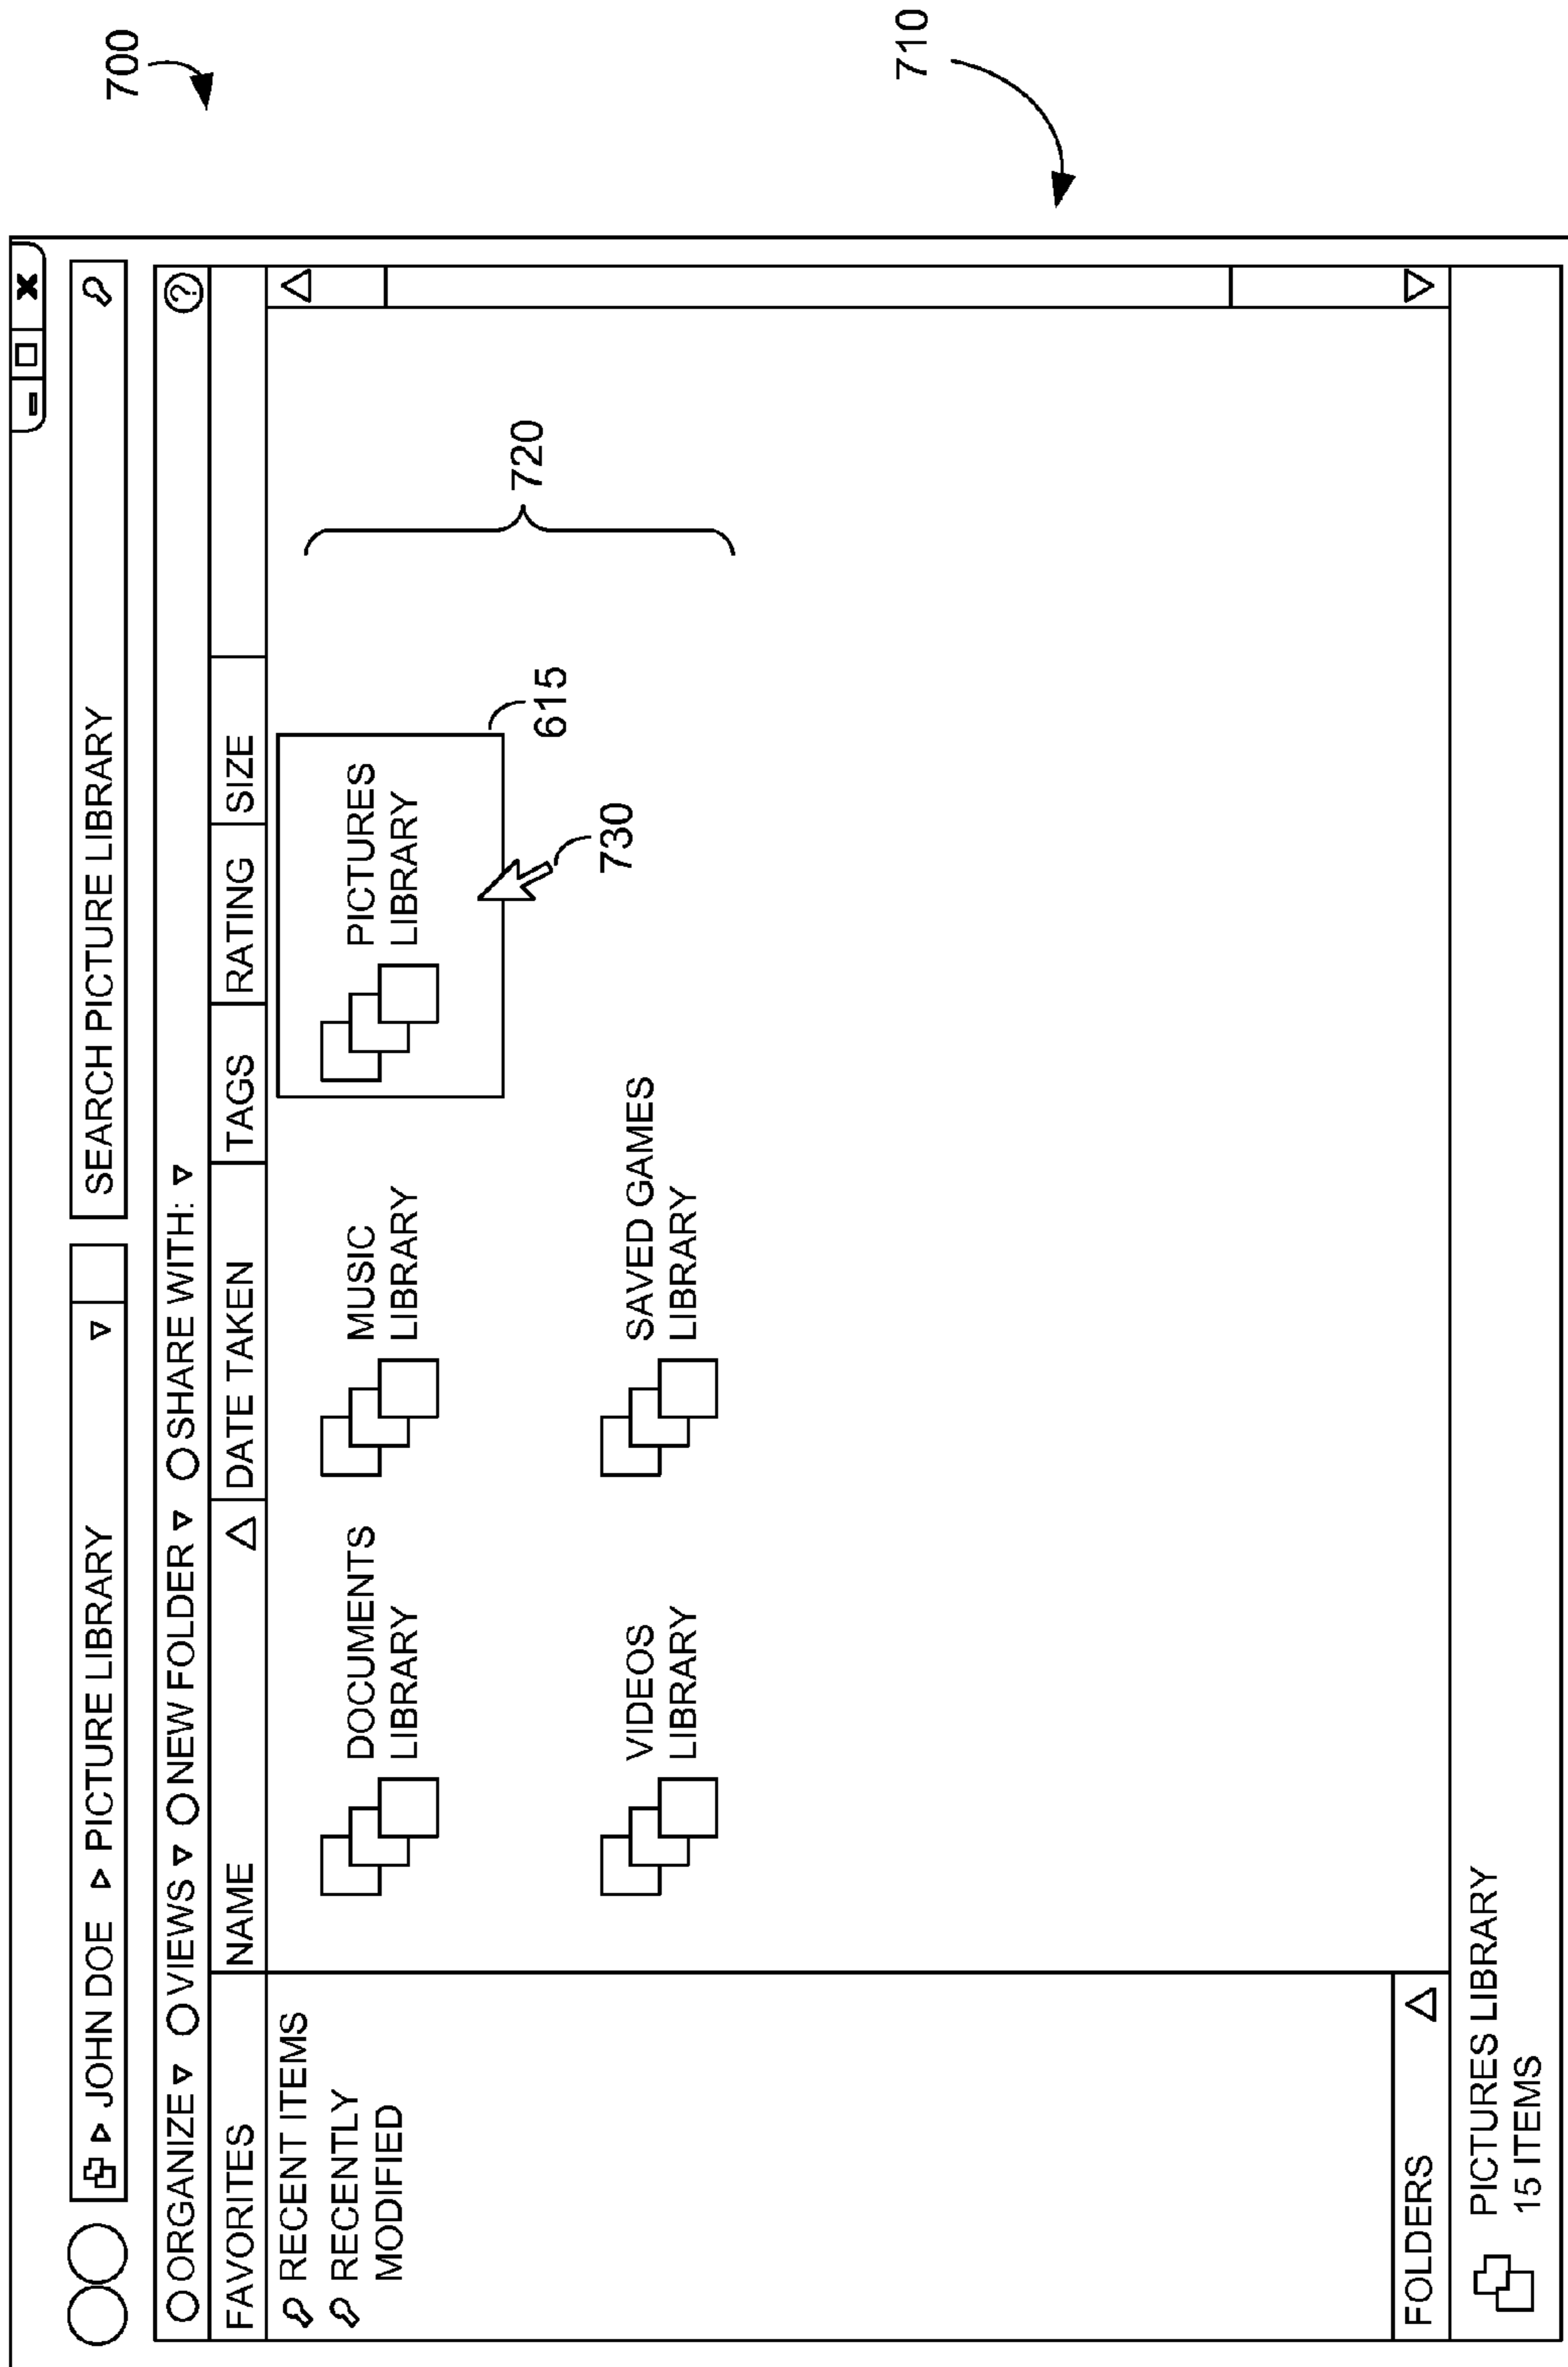 700
JOHN DOE PICTURE LIBRARY
SEARCH PICTURE LIBRARY
ORGANIZE VIEWS NEW FOLDER SHARE WITH:
?
FAVORITES NAME DATE TAKEN TAGS RATING SIZE
RECENT ITEMS
RECENTLY
MODIFIED
DOCUMENTS
LIBRARY
MUSIC
LIBRARY
PICTURES
LIBRARY
615
730
720
VIDEOS
LIBRARY
SAVED GAMES
LIBRARY
710
FOLDERS
PICTURES LIBRARY
15 ITEMS